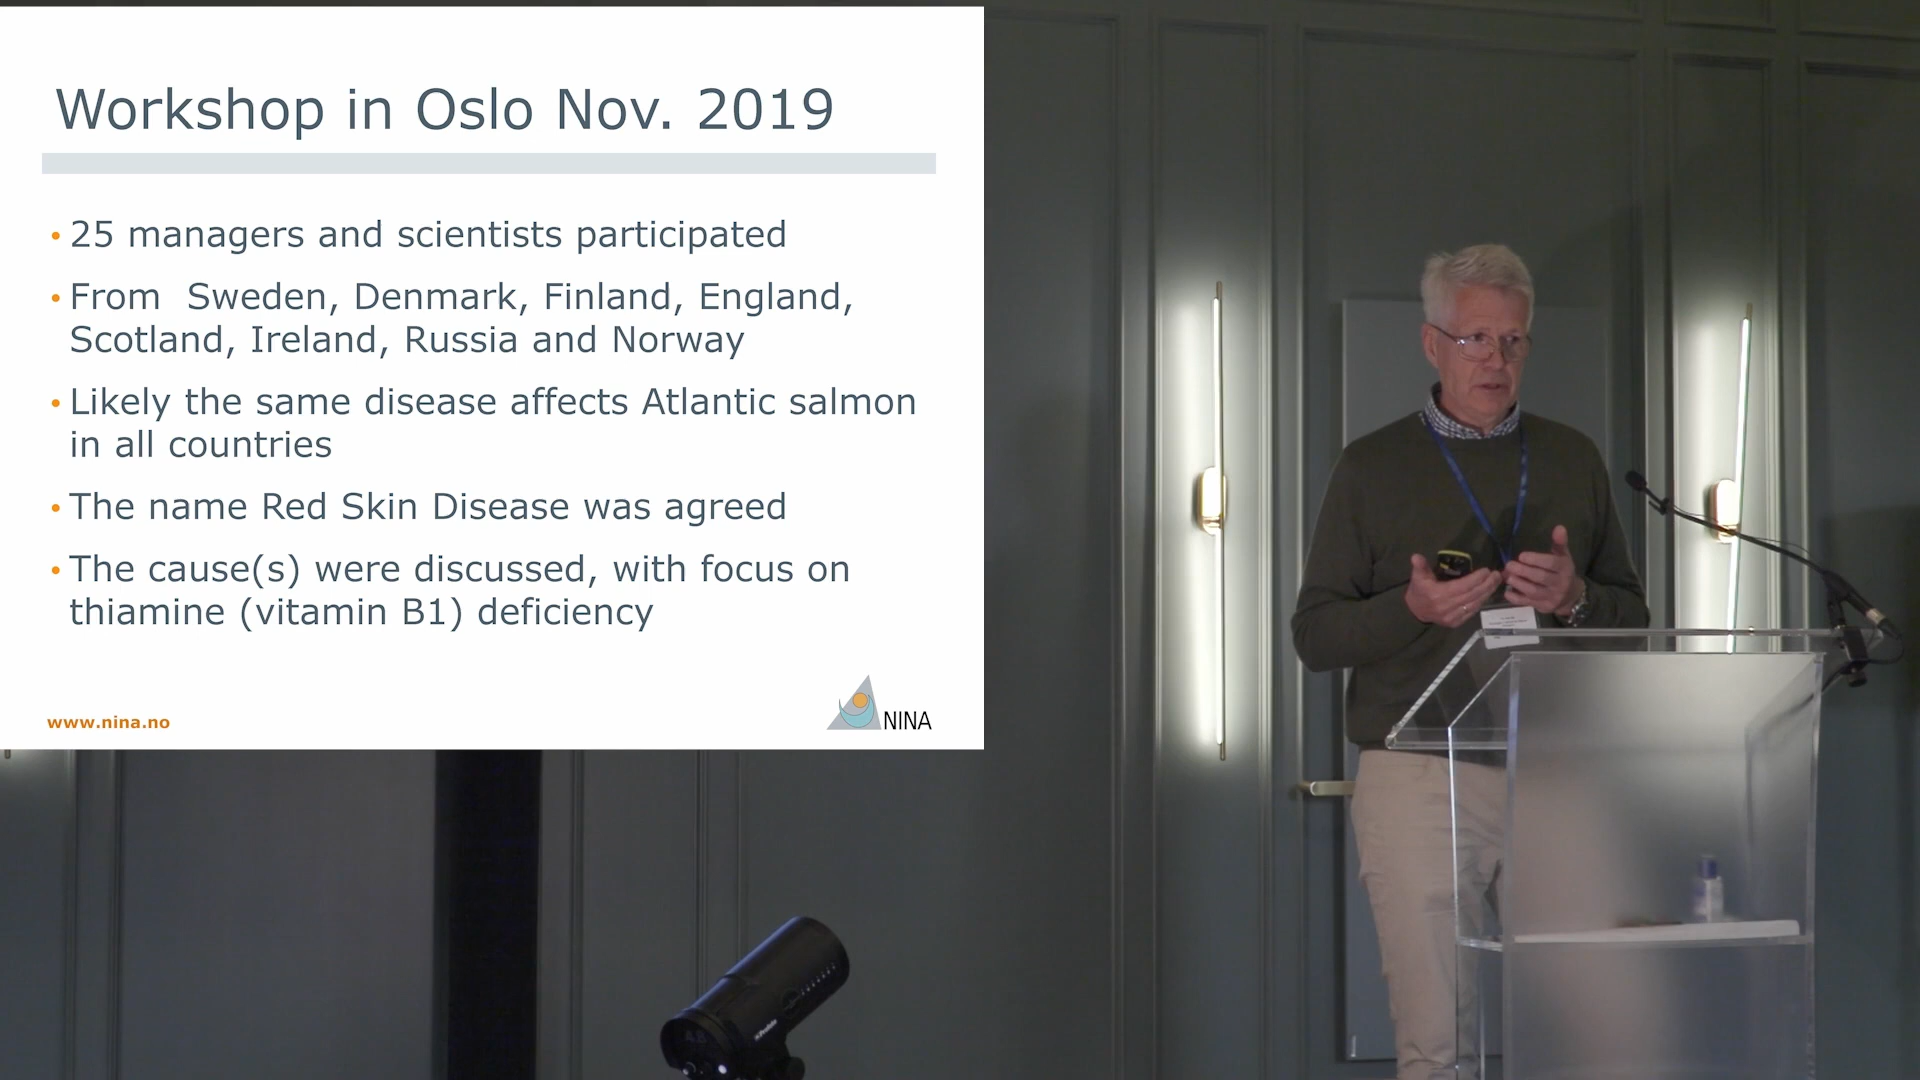 Workshop in Oslo Nov. 2019
• 25 managers and scientists participated
• From  Sweden, Denmark, Finland, England,
Scotland, Ireland, Russia and Norway
• Likely the same disease affects Atlantic salmon
in all countries
• The name Red Skin Disease was agreed
• The cause(s) were discussed, with focus on
thiamine (vitamin B1) deficiency
www.nina.no
NINA
Profoto